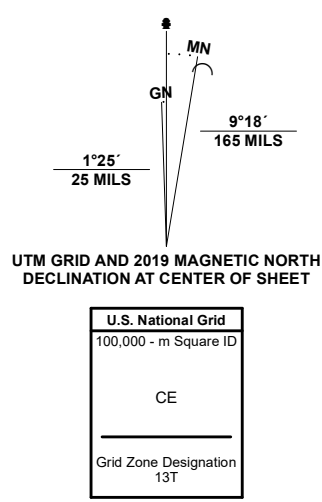 MN
GN
9°18´
165 MILS
1°25´
25 MILS
UTM GRID AND 2019 MAGNETIC NORTH
DECLINATION AT CENTER OF SHEET
U.S. National Grid
100,000 - m Square ID
CE
Grid Zone Designation
13T